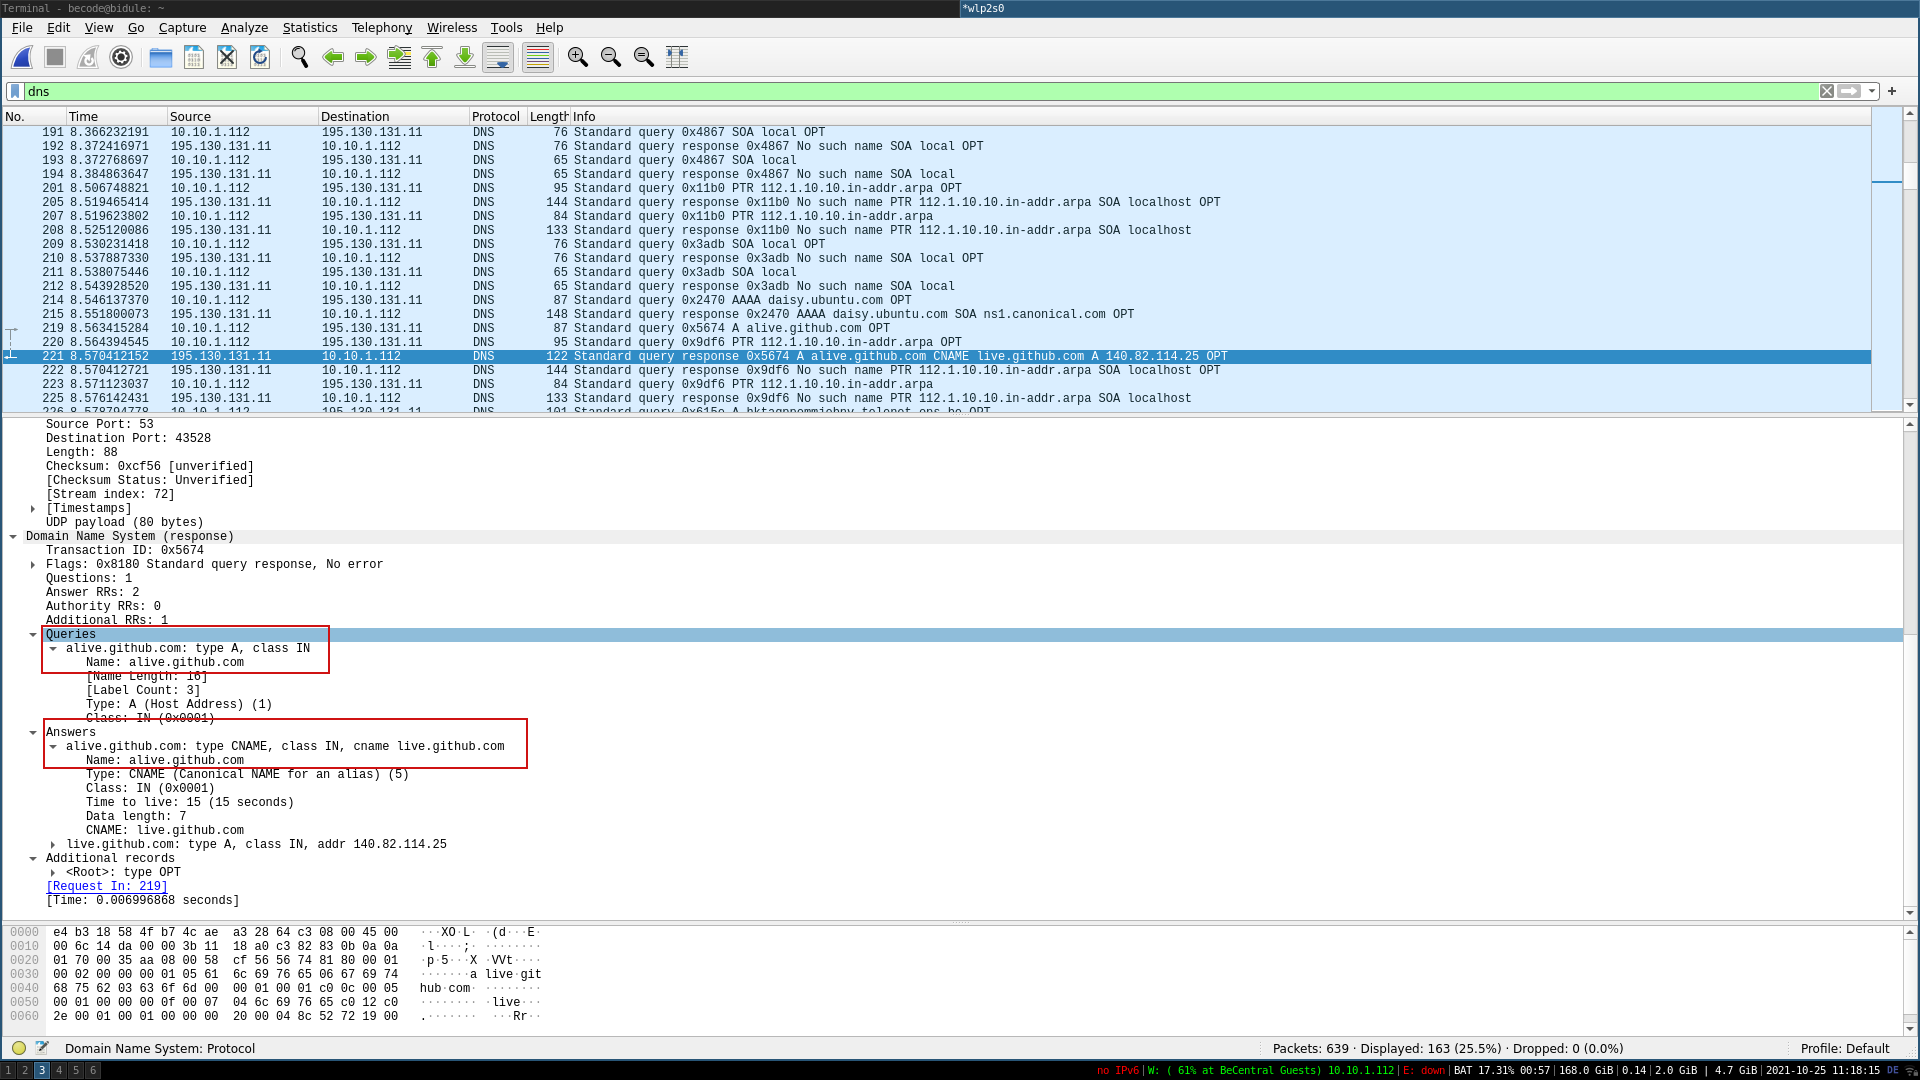 Terminal - becode@bidule: ~
*wlp2s0
File Edit View Go Capture Analyze Statistics Telephony Wireless Tools Help
dns
No. Time Source Destination Protocol Length Info
191 8.366232191 10.10.1.112 195.130.131.11 DNS 76 Standard query 0x4867 SOA local OPT
192 8.372416971 195.130.131.11 10.10.1.112 DNS 76 Standard query response 0x4867 No such name SOA local OPT
193 8.372768697 10.10.1.112 195.130.131.11 DNS 65 Standard query 0x4867 SOA local
194 8.384863647 195.130.131.11 10.10.1.112 DNS 65 Standard query response 0x4867 No such name SOA local
201 8.506748821 10.10.1.112 195.130.131.11 DNS 95 Standard query 0x11b0 PTR 112.1.10.10.in-addr.arpa OPT
205 8.519465414 195.130.131.11 10.10.1.112 DNS 144 Standard query response 0x11b0 No such name PTR 112.1.10.10.in-addr.arpa SOA localhost OPT
207 8.519623802 10.10.1.112 195.130.131.11 DNS 84 Standard query 0x11b0 PTR 112.1.10.10.in-addr.arpa
208 8.525120086 195.130.131.11 10.10.1.112 DNS 133 Standard query response 0x11b0 No such name PTR 112.1.10.10.in-addr.arpa SOA localhost
209 8.530231418 10.10.1.112 195.130.131.11 DNS 76 Standard query 0x3adb SOA local OPT
210 8.537887330 195.130.131.11 10.10.1.112 DNS 76 Standard query response 0x3adb No such name SOA local OPT
211 8.538075446 10.10.1.112 195.130.131.11 DNS 65 Standard query 0x3adb SOA local
212 8.543928520 195.130.131.11 10.10.1.112 DNS 65 Standard query response 0x3adb No such name SOA local
214 8.546137370 10.10.1.112 195.130.131.11 DNS 87 Standard query 0x2470 AAAA daisy.ubuntu.com OPT
215 8.551800073 195.130.131.11 10.10.1.112 DNS 148 Standard query response 0x2470 AAAA daisy.ubuntu.com SOA ns1.canonical.com OPT
219 8.563415284 10.10.1.112 195.130.131.11 DNS 87 Standard query 0x5674 A alive.github.com OPT
220 8.564394545 10.10.1.112 195.130.131.11 DNS 95 Standard query 0x9df6 PTR 112.1.10.10.in-addr.arpa OPT
221 8.570412152 195.130.131.11 10.10.1.112 DNS 122 Standard query response 0x5674 A alive.github.com CNAME live.github.com A 140.82.114.25 OPT
222 8.570412721 195.130.131.11 10.10.1.112 DNS 144 Standard query response 0x9df6 No such name PTR 112.1.10.10.in-addr.arpa SOA localhost OPT
223 8.571123037 10.10.1.112 195.130.131.11 DNS 84 Standard query 0x9df6 PTR 112.1.10.10.in-addr.arpa
225 8.576142431 195.130.131.11 10.10.1.112 DNS 133 Standard query response 0x9df6 No such name PTR 112.1.10.10.in-addr.arpa SOA localhost
226 8.578794778 10.10.1.112 195.130.131.11 DNS 101 Standard query
Source Port: 53
Destination Port: 43528
Length: 88
Checksum: 0xcf56 [unverified]
[Checksum Status: Unverified]
[Stream index: 72]
[Timestamps]
UDP payload (80 bytes)
Domain Name System (response)
Transaction ID: 0x5674
Flags: 0x8180 Standard query response, No error
Questions: 1
Answer RRs: 2
Authority RRs: 0
Additional RRs: 1
Queries
alive.github.com: type A, class IN
Name: alive.github.com
[Name Length: 16]
[Label Count: 3]
Type: A (Host Address) (1)
Class: IN (0x0001)
Answers
alive.github.com: type CNAME, class IN, cname live.github.com
Name: alive.github.com
Type: CNAME (Canonical NAME for an alias) (5)
Class: IN (0x0001)
Time to live: 15 (15 seconds)
Data length: 7
CNAME: live.github.com
live.github.com: type A, class IN, addr 140.82.114.25
Additional records
<Root>: type OPT
[Request In: 219]
[Time: 0.006996868 seconds]
0000 e4 b3 18 58 4f b7 4c ae a3 28 64 c3 08 00 45 00 ···XO·L· ·(d···E·
0010 00 6c 14 da 00 00 3b 11 18 a0 c3 82 83 0b 0a 0a ·l····;· ········
0020 01 70 00 35 aa 08 00 58 cf 56 56 74 81 80 00 01 ·p·5···X ·VVt····
0030 00 02 00 00 00 01 05 61 6c 69 76 65 06 67 69 74 ·······a live·git
0040 68 75 62 03 63 6f 6d 00 00 01 00 01 c0 0c 00 05 hub·com· ········
0050 00 01 00 00 00 0f 00 07 04 6c 69 76 65 c0 12 c0 ········ ·live···
0060 2e 00 01 00 01 00 00 00 20 00 04 8c 52 72 19 00 .······· ····Rr··
Domain Name System: Protocol
Packets: 639 · Displayed: 163 (25.5%) · Dropped: 0 (0.0%)
Profile: Default
1 2 3 4 5 6
no IPv6|W: ( 61% at BeCentral Guests) 10.10.1.112|E: down|BAT 17.31% 00:57|168.0 GiB|0.14|2.0 GiB | 4.7 GiB|2021-10-25 11:18:15 DE